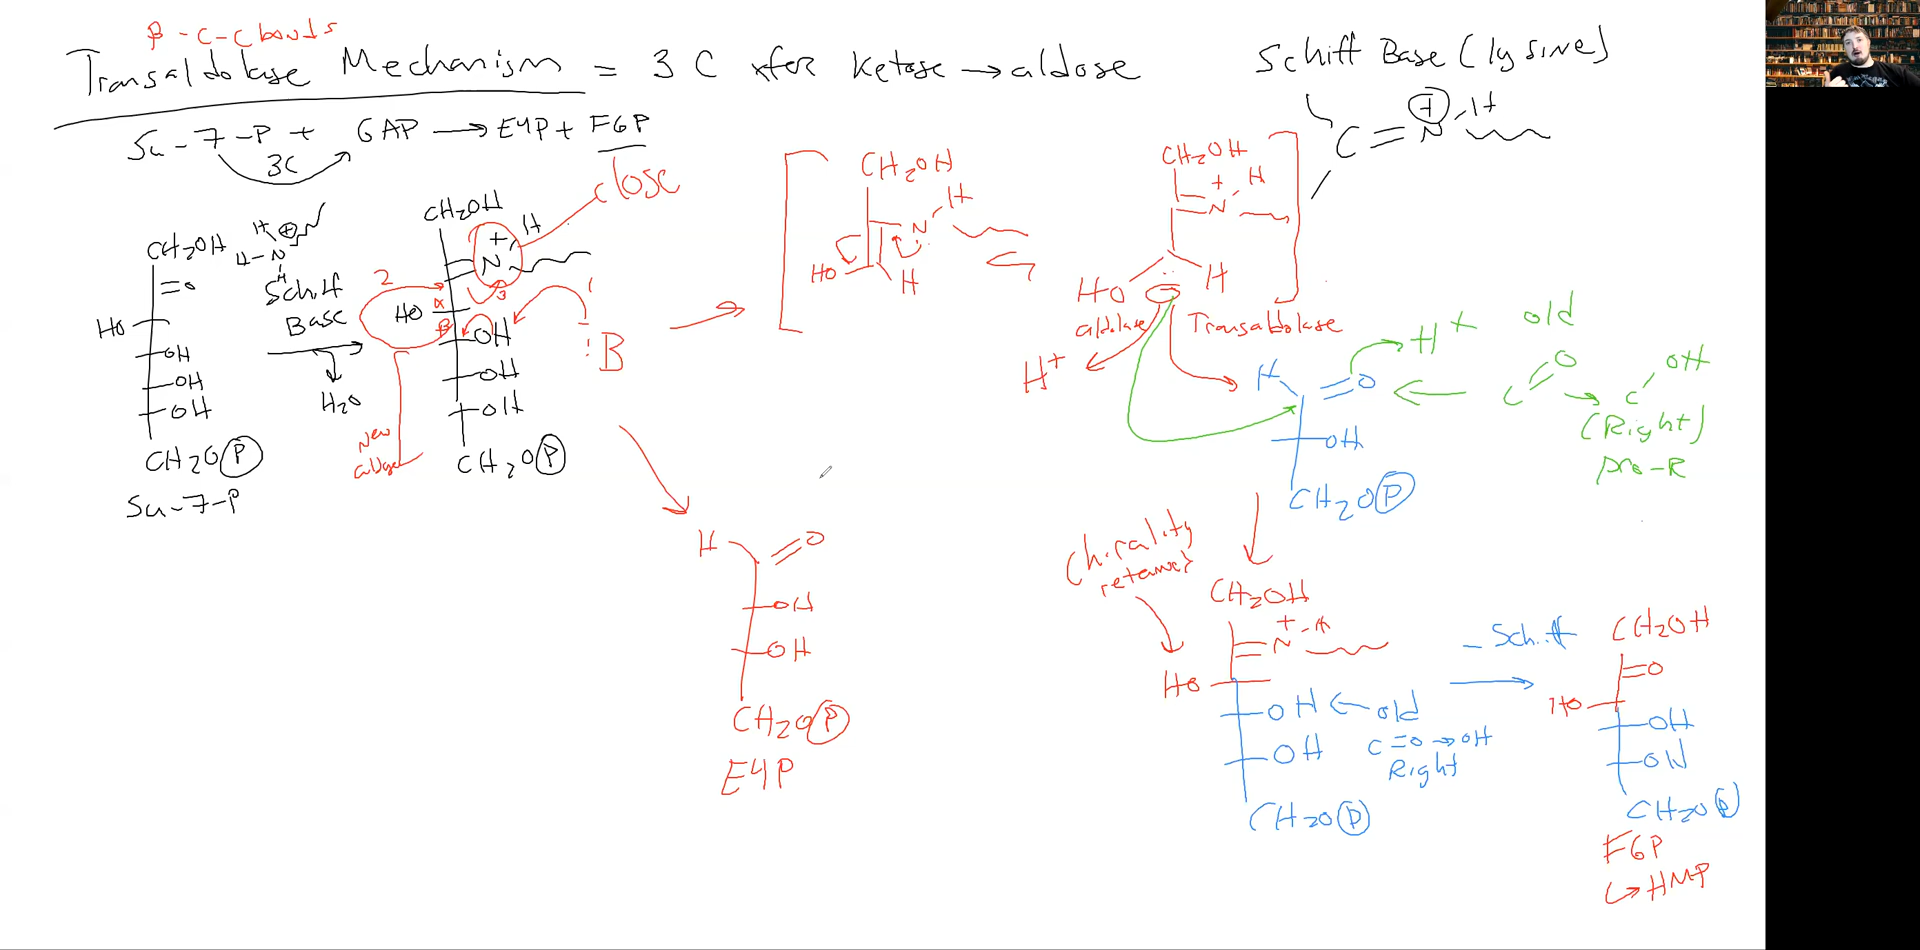 β - C-C bonds
Transaldolase Mechanism = 3 C xfer Ketose → aldose
Su-7-P + GAP → E4P + F6P
3C
close
Schiff Base (lysine)
C = N + H
CH2OH
=O
HO
OH
OH
OH
CH2O P
Su-7-P
H + H-N H
Schiff
Base
H2O
CH2OH
+ H
N
2
3
1
α
HO
β
OH
:B
OH
OH
CH2O P
New
CH2OH
N H
HO
H
CH2OH
+ H
=N
HO H
aldolase
Transaldolase
H+
H
=O
H+
OH
CH2O P
old
C=O → C OH
(Right)
pro-R
H =O
OH
OH
CH2O P
E4P
Chirality
CH2OH
+ H
=N
HO
OH ← old
C=O → OH
Right
OH
CH2O P
- Schiff
CH2OH
=O
HO
OH
OH
CH2O P
F6P
↳ HMP